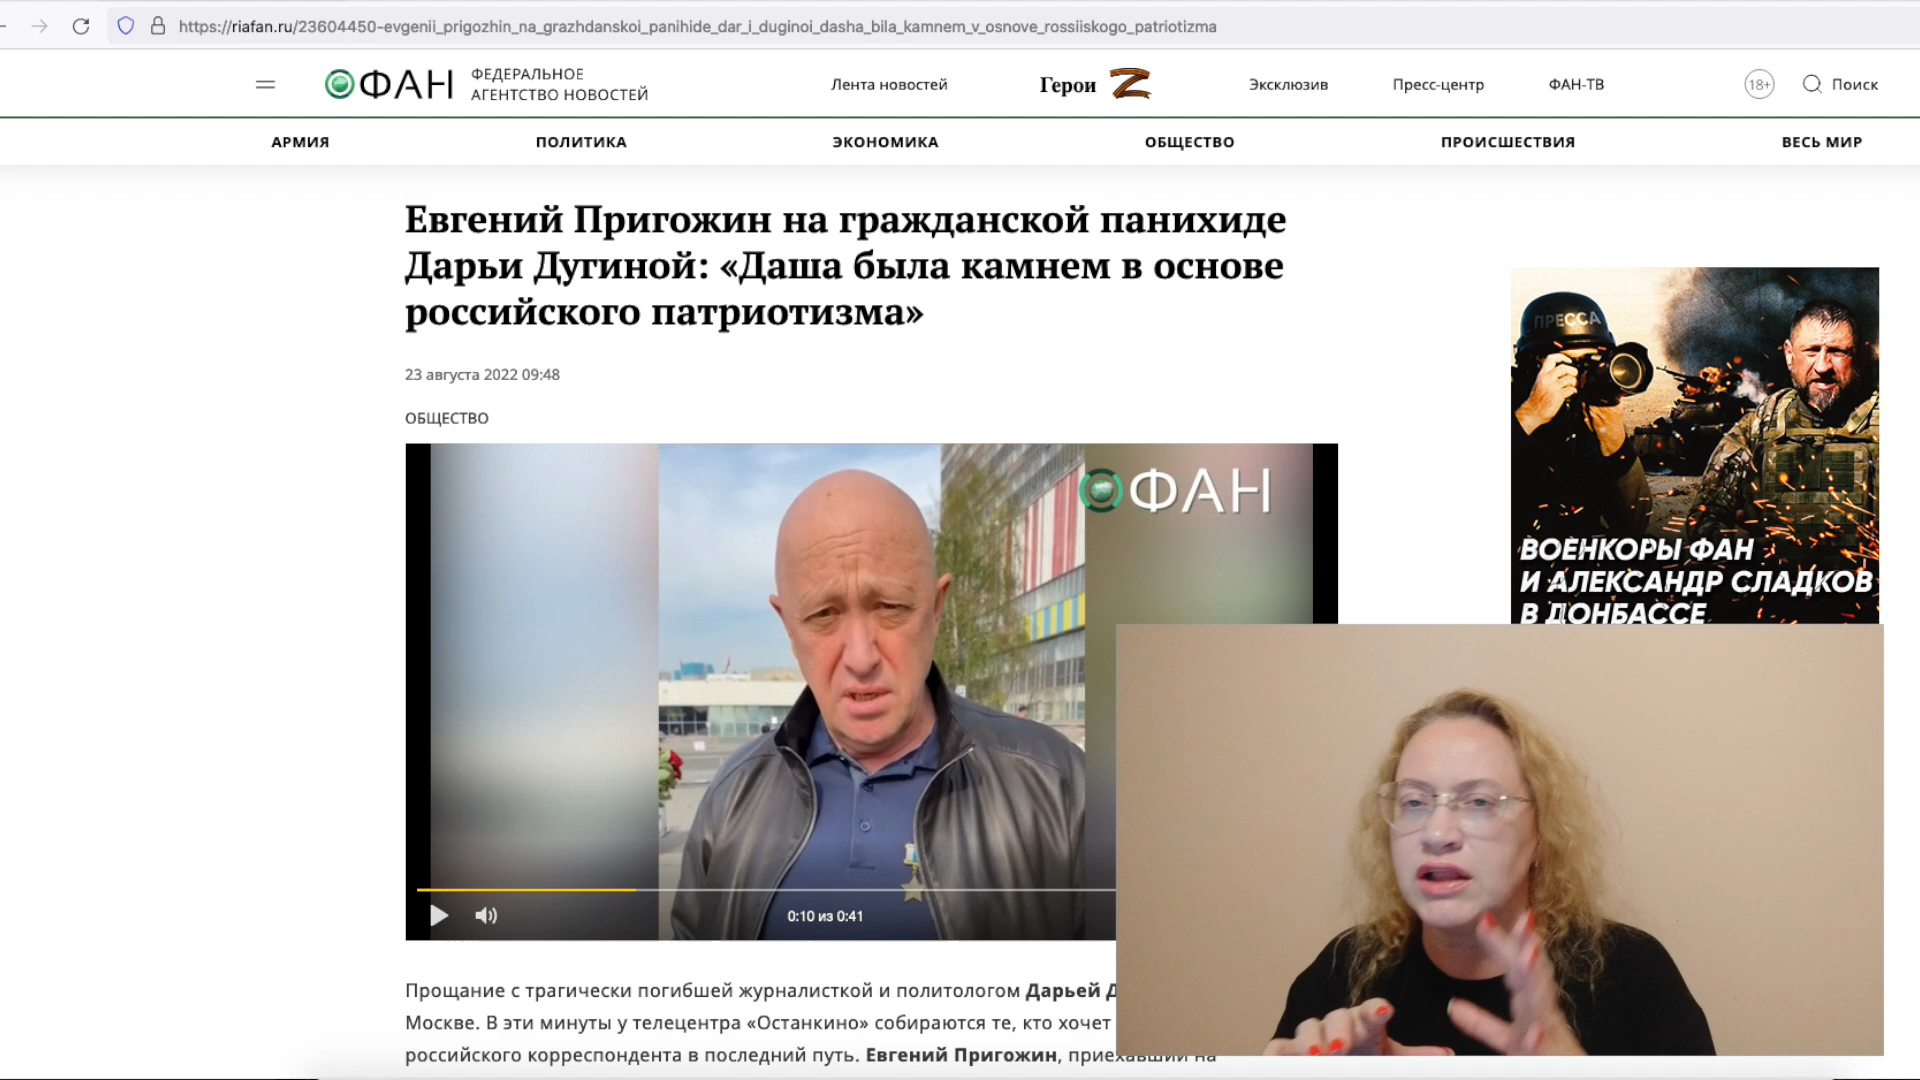 https://riafan.ru/23604450-evgenii_prigozhin_na_grazhdanskoi_panihide_dar_i_duginoi_dasha_bila_kamnem_v_osnove_rossiiskogo_patriotizma
ФАН
ФЕДЕРАЛЬНОЕ
АГЕНТСТВО НОВОСТЕЙ
Лента новостей
Герои Z
Эксклюзив
Пресс-центр
ФАН-ТВ
18+
Поиск
АРМИЯ
ПОЛИТИКА
ЭКОНОМИКА
ОБЩЕСТВО
ПРОИСШЕСТВИЯ
ВЕСЬ МИР
Евгений Пригожин на гражданской панихиде
Дарьи Дугиной: «Даша была камнем в основе
российского патриотизма»
23 августа 2022 09:48
ОБЩЕСТВО
ФАН
0:10 из 0:41
ПРЕССА
ВОЕНКОРЫ ФАН
И АЛЕКСАНДР СЛАДКОВ
В ДОНБАССЕ
Прощание с трагически погибшей журналисткой и политологом Дарьей
Москве. В эти минуты у телецентра «Останкино» собираются те, кто хочет
российского корреспондента в последний путь. Евгений Пригожин, приехавший на